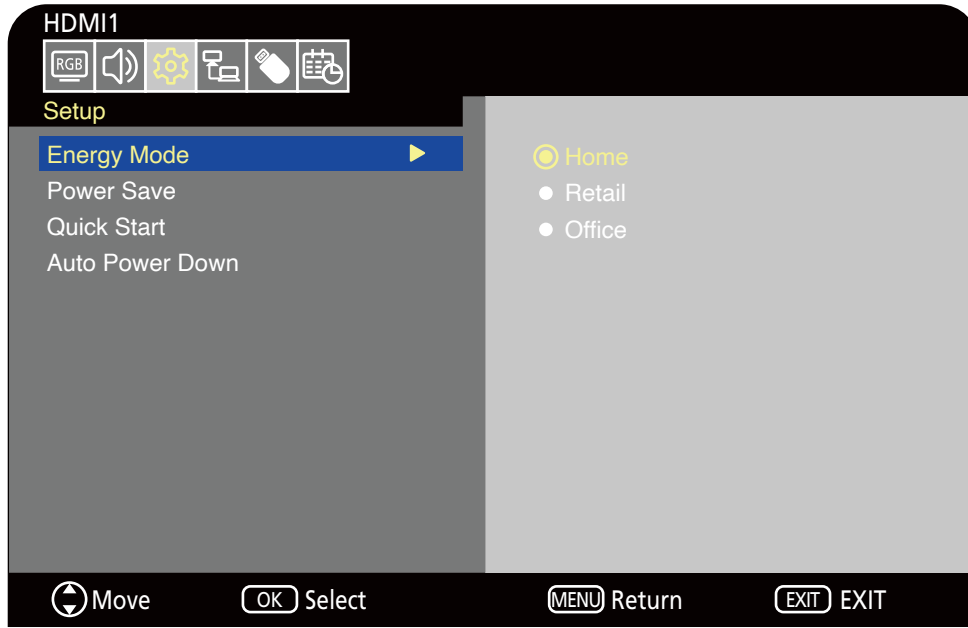 HDMI1
RGB
Setup
Energy Mode
Power Save
Quick Start
Auto Power Down
Home
Retail
Office
Move OK Select MENU Return EXIT EXIT